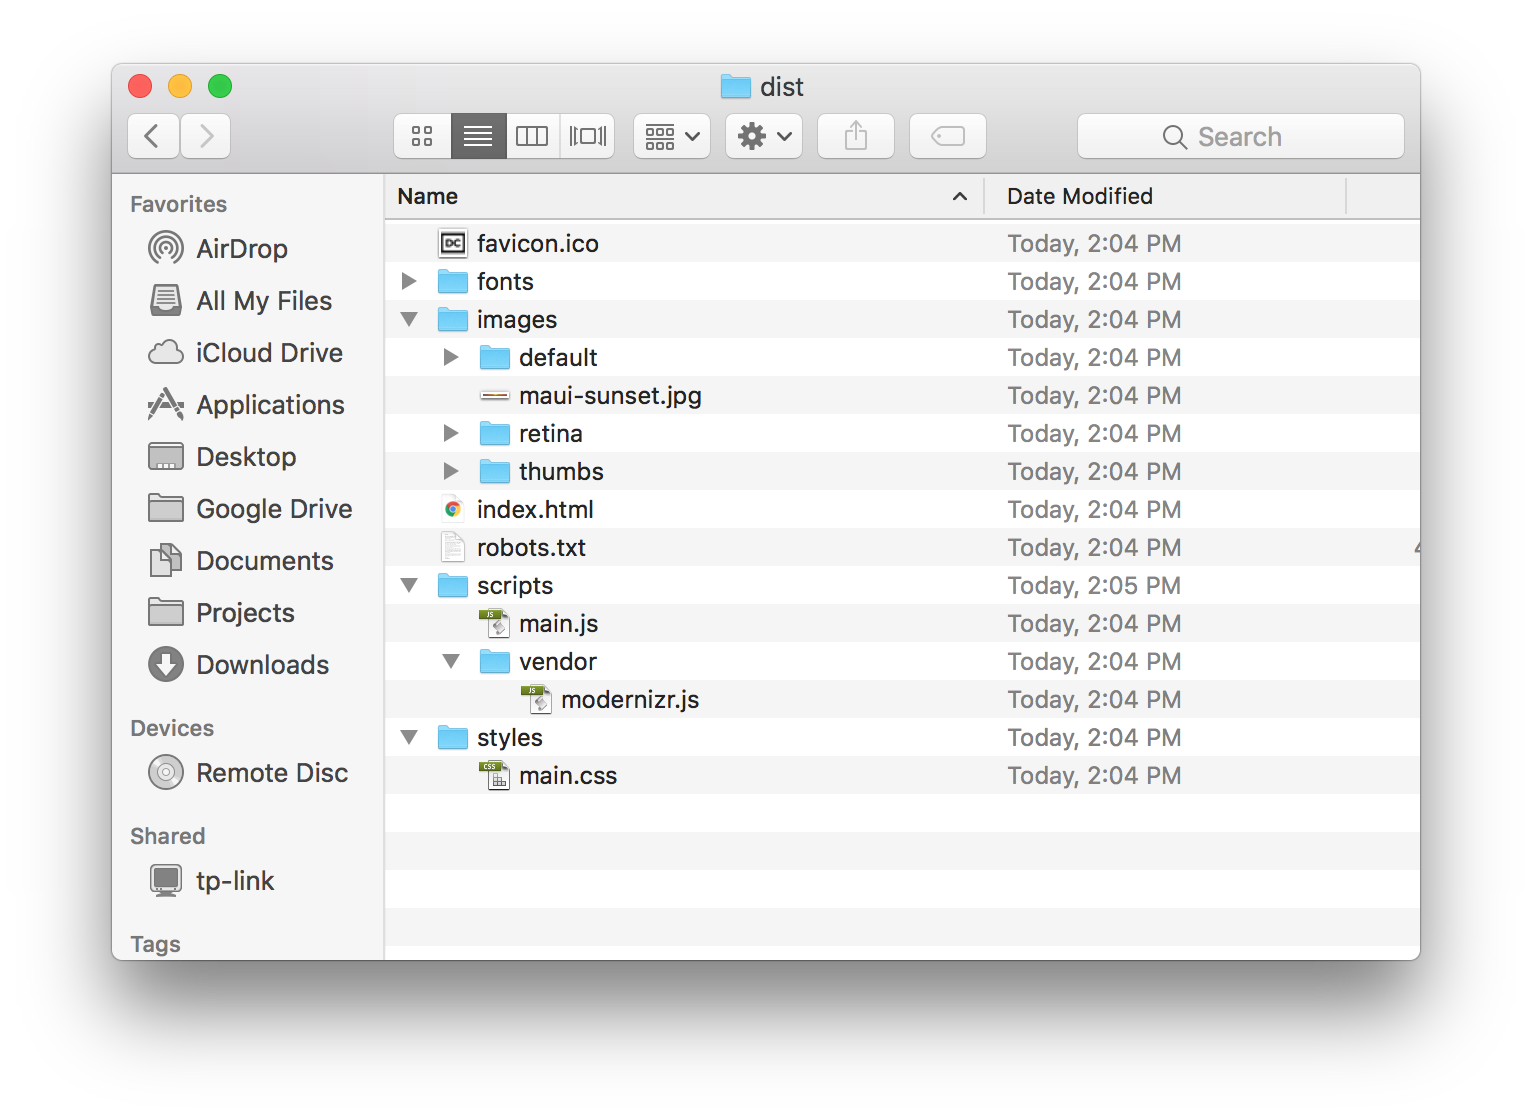 dist
Search
Favorites
AirDrop
All My Files
iCloud Drive
Applications
Desktop
Google Drive
Documents
Projects
Downloads
Devices
Remote Disc
Shared
tp-link
Tags
Name Date Modified
DC favicon.ico Today, 2:04 PM
fonts Today, 2:04 PM
images Today, 2:04 PM
default Today, 2:04 PM
maui-sunset.jpg Today, 2:04 PM
retina Today, 2:04 PM
thumbs Today, 2:04 PM
index.html Today, 2:04 PM
robots.txt Today, 2:04 PM
scripts Today, 2:05 PM
JS main.js Today, 2:04 PM
vendor Today, 2:04 PM
JS modernizr.js Today, 2:04 PM
styles Today, 2:04 PM
CSS main.css Today, 2:04 PM